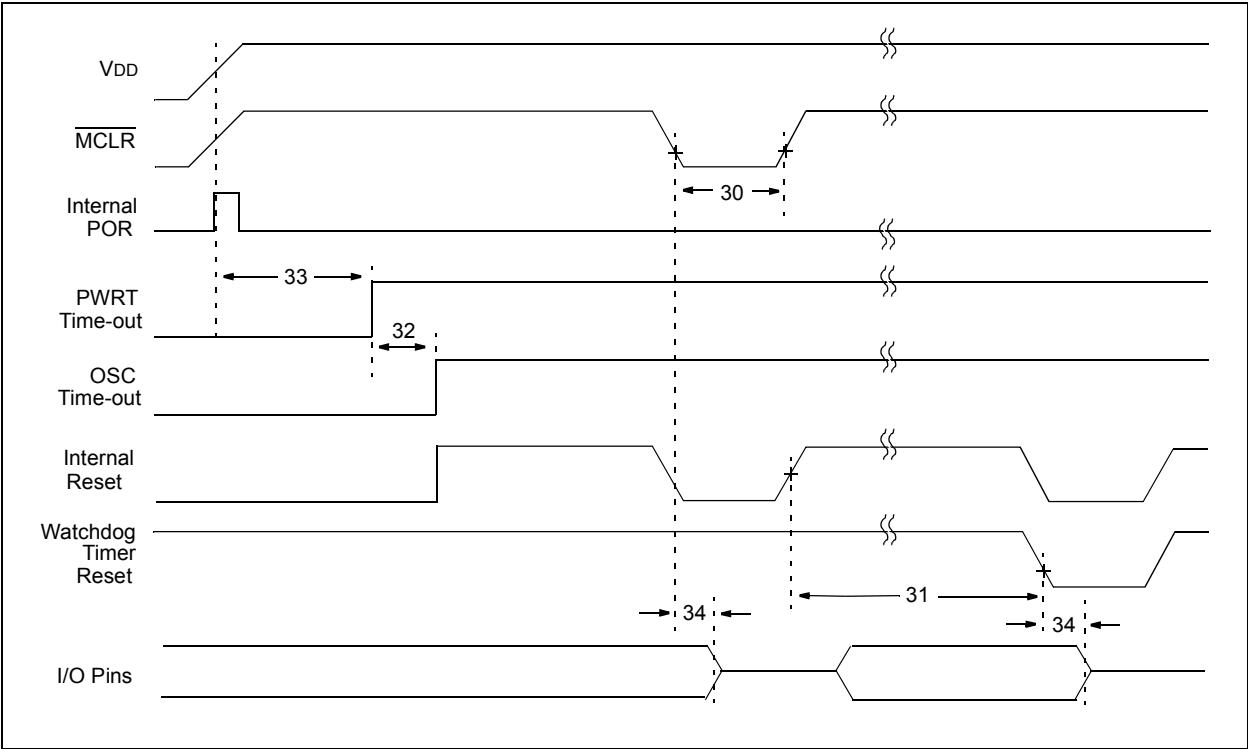 VDD
MCLR
30
Internal
POR
33
PWRT
Time-out
32
OSC
Time-out
Internal
Reset
Watchdog
Timer
Reset
31
34
34
I/O Pins